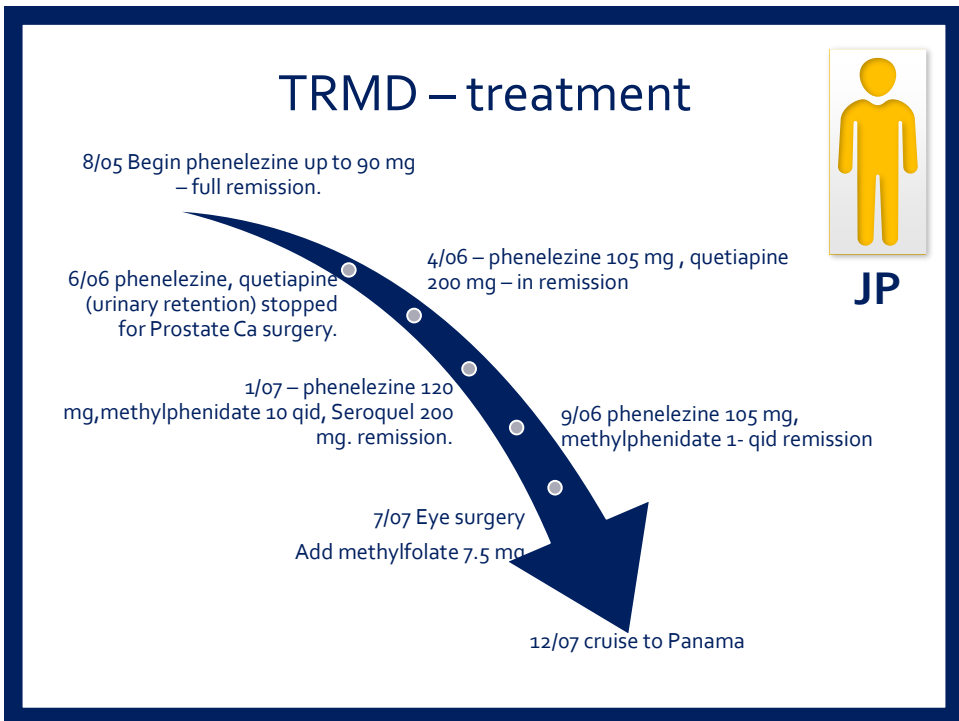 TRMD – treatment
8/05 Begin phenelezine up to 90 mg
– full remission.
4/06 – phenelezine 105 mg , quetiapine
200 mg – in remission
JP
6/06 phenelezine, quetiapine
(urinary retention) stopped
for Prostate Ca surgery.
1/07 – phenelezine 120
mg,methylphenidate 10 qid, Seroquel 200
mg. remission.
9/06 phenelezine 105 mg,
methylphenidate 1- qid remission
7/07 Eye surgery
Add methylfolate 7.5 mg
12/07 cruise to Panama